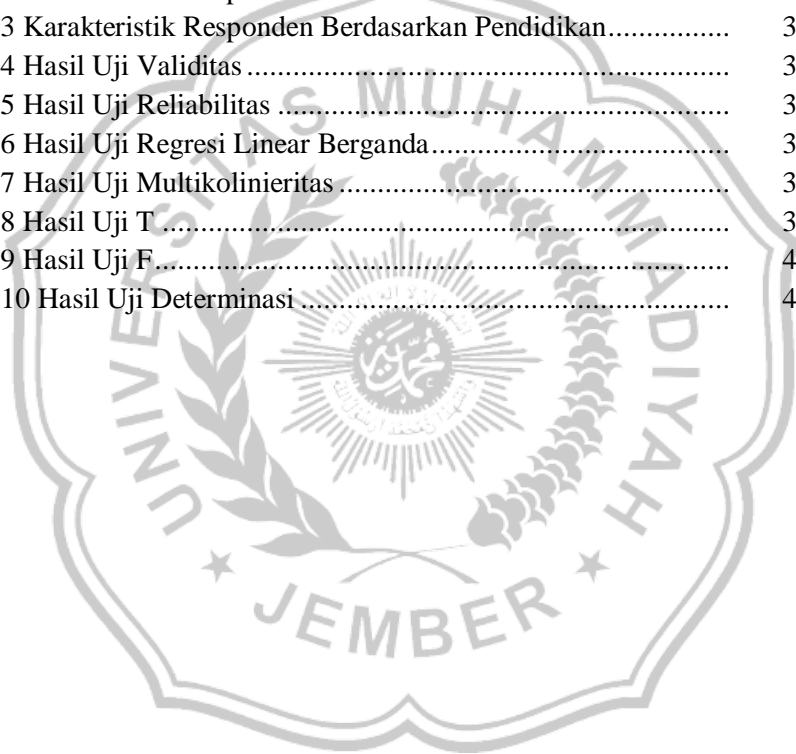 3 Karakteristik Responden Berdasarkan Pendidikan............... 3
4 Hasil Uji Validitas............................................................... 3
5 Hasil Uji Reliabilitas........................................................... 3
6 Hasil Uji Regresi Linear Berganda....................................... 3
7 Hasil Uji Multikolinieritas................................................... 3
8 Hasil Uji T.......................................................................... 3
9 Hasil Uji F........................................................................... 4
10 Hasil Uji Determinasi........................................................ 4
UNIVERSITAS MUHAMMADIYAH
JEMBER